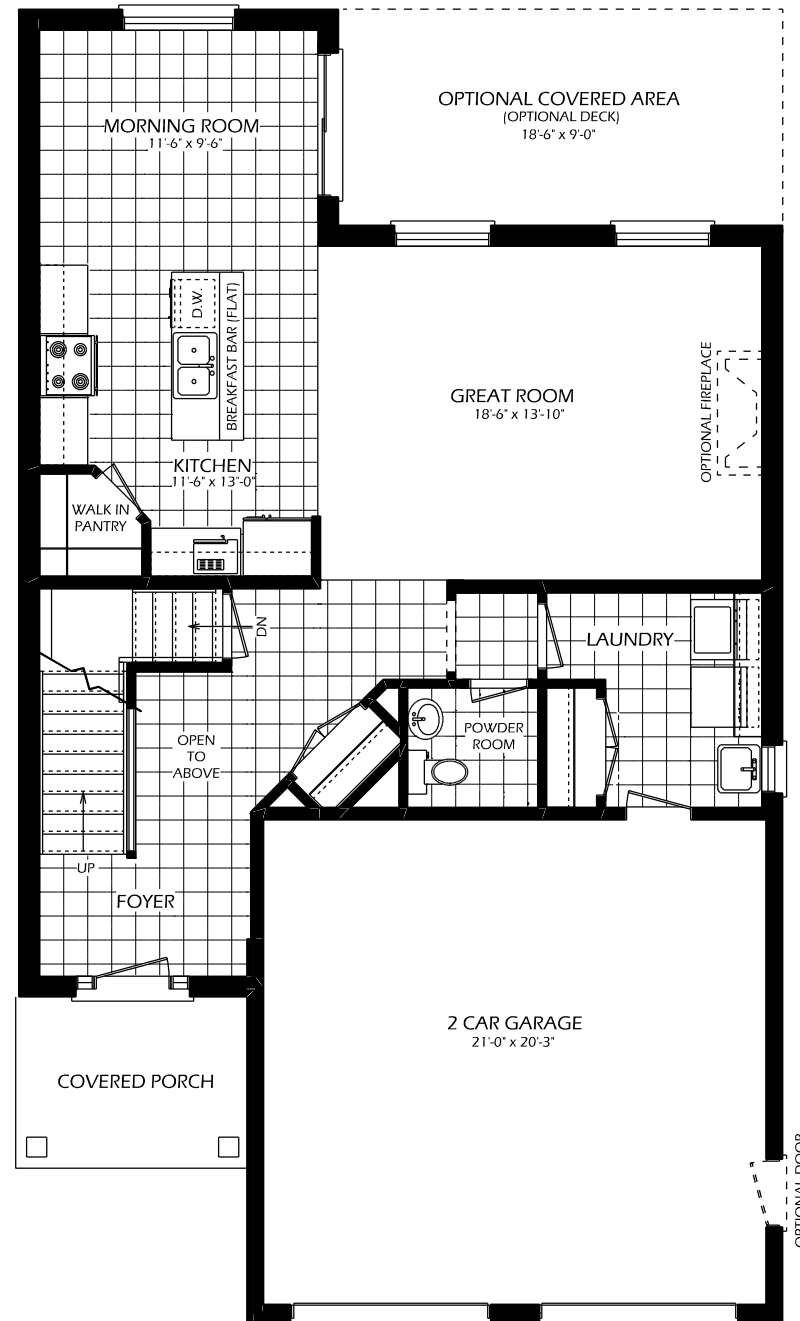 MORNING ROOM
11'-6" x 9'-6"
OPTIONAL COVERED AREA
(OPTIONAL DECK)
18'-6" x 9'-0"
D.W.
BREAKFAST BAR (FLAT)
GREAT ROOM
18'-6" x 13'-10"
OPTIONAL FIREPLACE
KITCHEN
11'-6" x 13'-0"
WALK IN
PANTRY
DN
LAUNDRY
OPEN
TO
ABOVE
POWDER
ROOM
UP
FOYER
2 CAR GARAGE
21'-0" x 20'-3"
COVERED PORCH
OPTIONAL DOOR